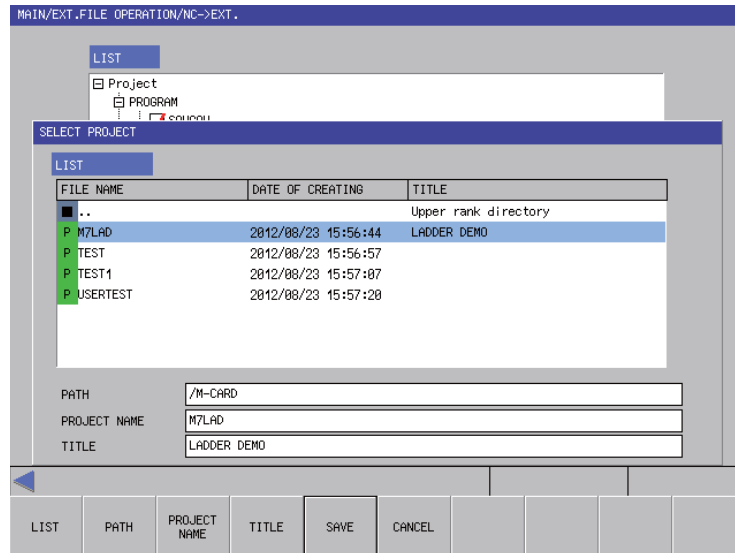 MAIN/EXT.FILE OPERATION/NC->EXT.
LIST
Project
PROGRAM
SELECT PROJECT
LIST
FILE NAME DATE OF CREATING TITLE
.. Upper rank directory
P M7LAD 2012/08/23 15:56:44 LADDER DEMO
P TEST 2012/08/23 15:56:57
P TEST1 2012/08/23 15:57:07
P USERTEST 2012/08/23 15:57:20
PATH /M-CARD
PROJECT NAME M7LAD
TITLE LADDER DEMO
LIST PATH PROJECT NAME TITLE SAVE CANCEL